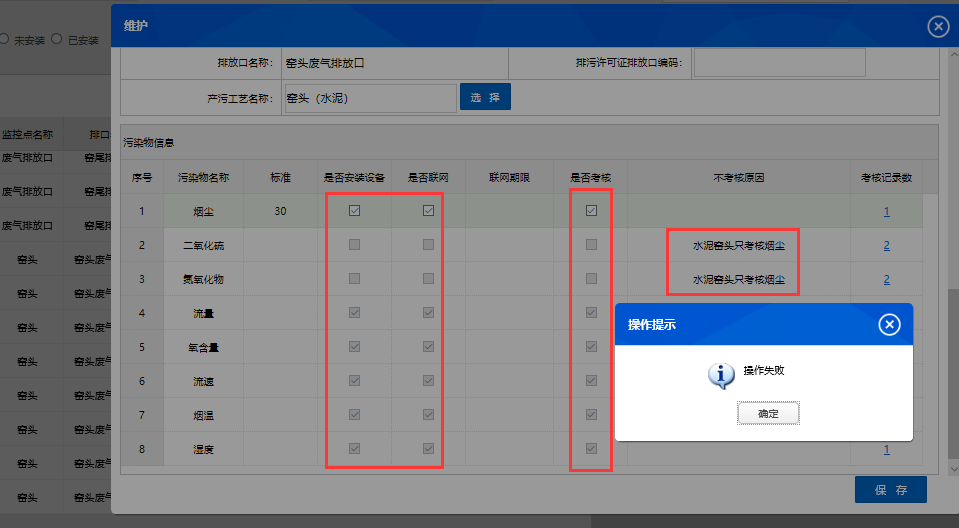 维护
未安装 已安装
排放口名称： 窑头废气排放口 排污许可证排放口编码：
产污工艺名称： 窑头（水泥） 选 择
监控点名称 排口
污染物信息
序号 污染物名称 标准 是否安装设备 是否联网 联网期限 是否考核 不考核原因 考核记录数
1 烟尘 30 1
2 二氧化硫 水泥窑头只考核烟尘 2
3 氮氧化物 水泥窑头只考核烟尘 2
4 流量
5 氧含量
6 流速
7 烟温
8 湿度 1
废气排放口 窑尾
废气排放口 窑尾
废气排放口 窑尾
窑头 窑头废气
窑头 窑头废气
窑头 窑头废气
窑头 窑头废气
窑头 窑头废气
窑头 窑头废气
窑头 窑头废气
窑头 窑头废气
操作提示
操作失败
确定
保 存